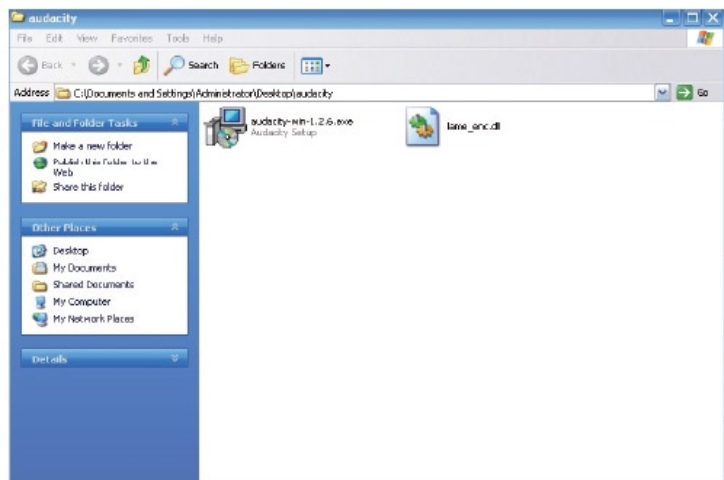 audacity
File Edit View Favorites Tools Help
Back Search Folders
Address C:\Documents and Settings\Administrator\Desktop\audacity Go
File and Folder Tasks
Make a new folder
Publish this folder to the
Web
Share this folder
Other Places
Desktop
My Documents
Shared Documents
My Computer
My Network Places
Details
audacity-win-1.2.6.exe
Audacity Setup
lame_enc.dll